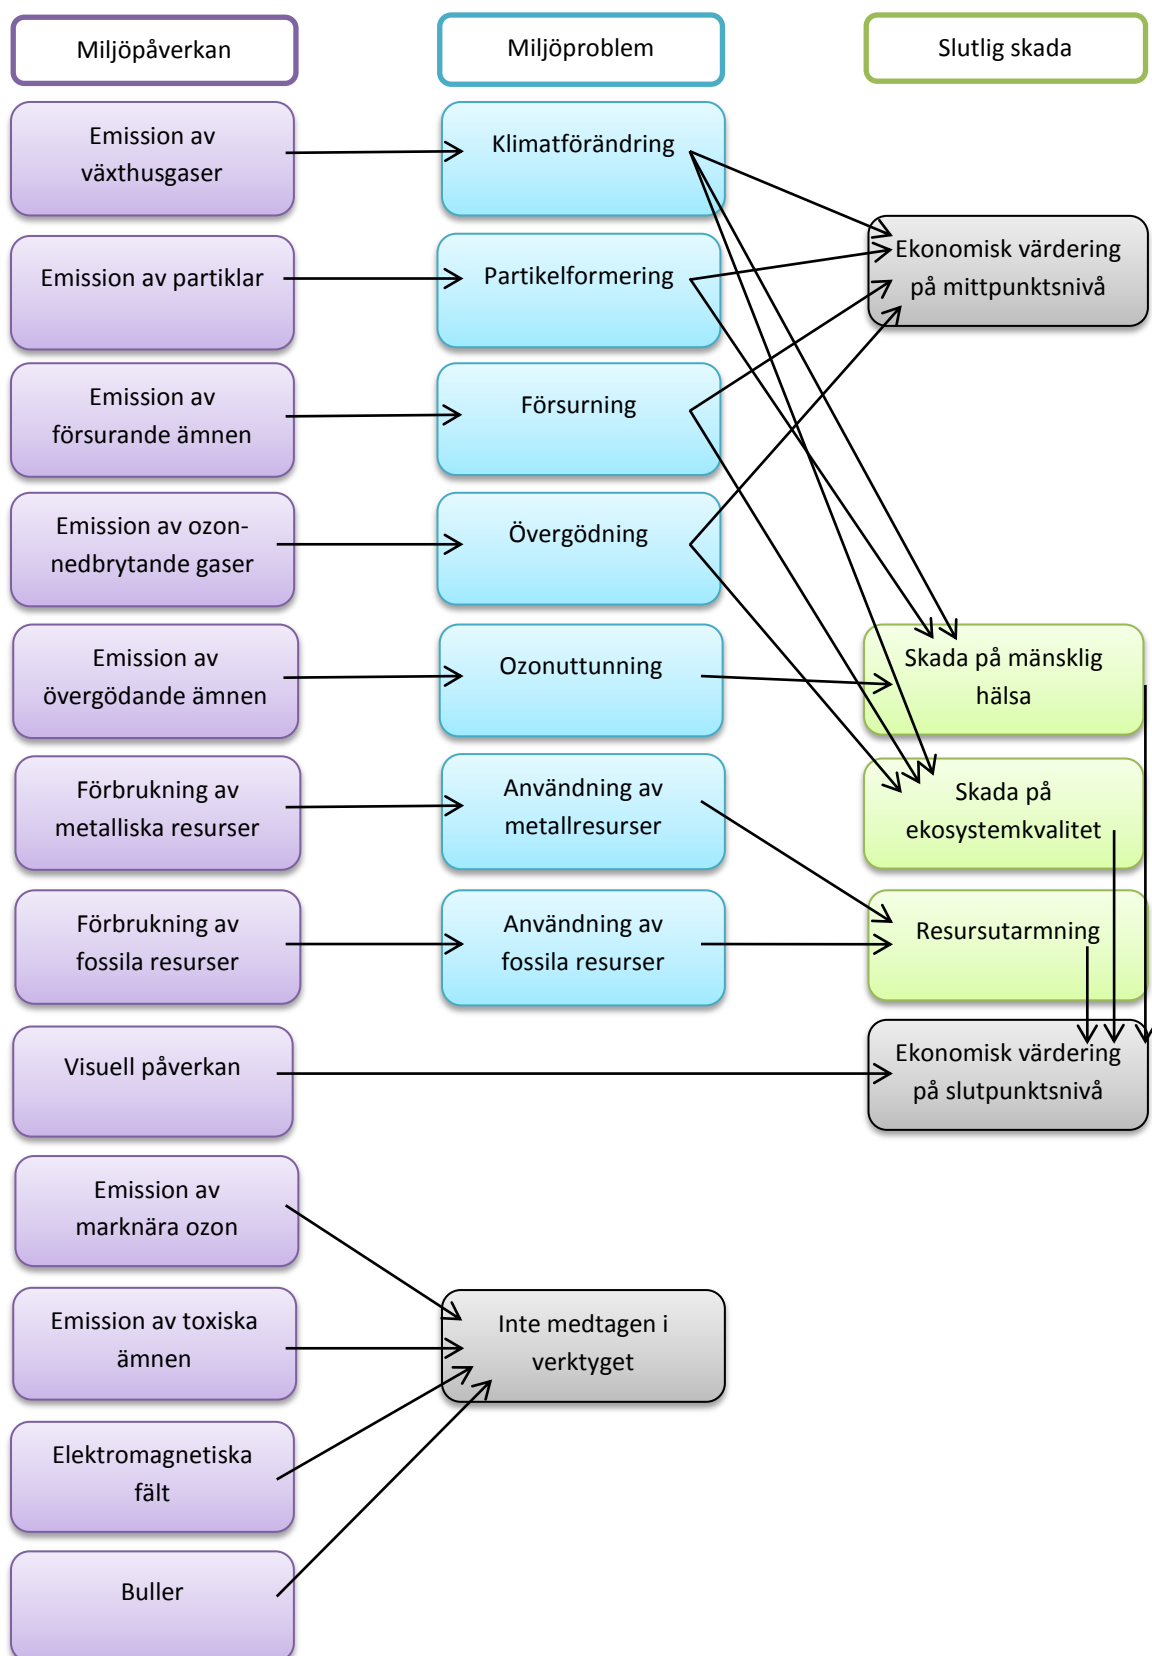 Miljöpåverkan
Miljöproblem
Slutlig skada
Emission av
växthusgaser
Klimatförändring
Ekonomisk värdering
på mittpunktsnivå
Emission av partiklar
Partikelformering
Emission av
försurande ämnen
Försurning
Emission av ozon-
nedbrytande gaser
Övergödning
Emission av
övergödande ämnen
Ozonuttunning
Skada på mänsklig
hälsa
Förbrukning av
metalliska resurser
Användning av
metallresurser
Skada på
ekosystemkvalitet
Förbrukning av
fossila resurser
Användning av
fossila resurser
Resursutarmning
Visuell påverkan
Ekonomisk värdering
på slutpunktsnivå
Emission av
marknära ozon
Emission av toxiska
ämnen
Inte medtagen i
verktyget
Elektromagnetiska
fält
Buller